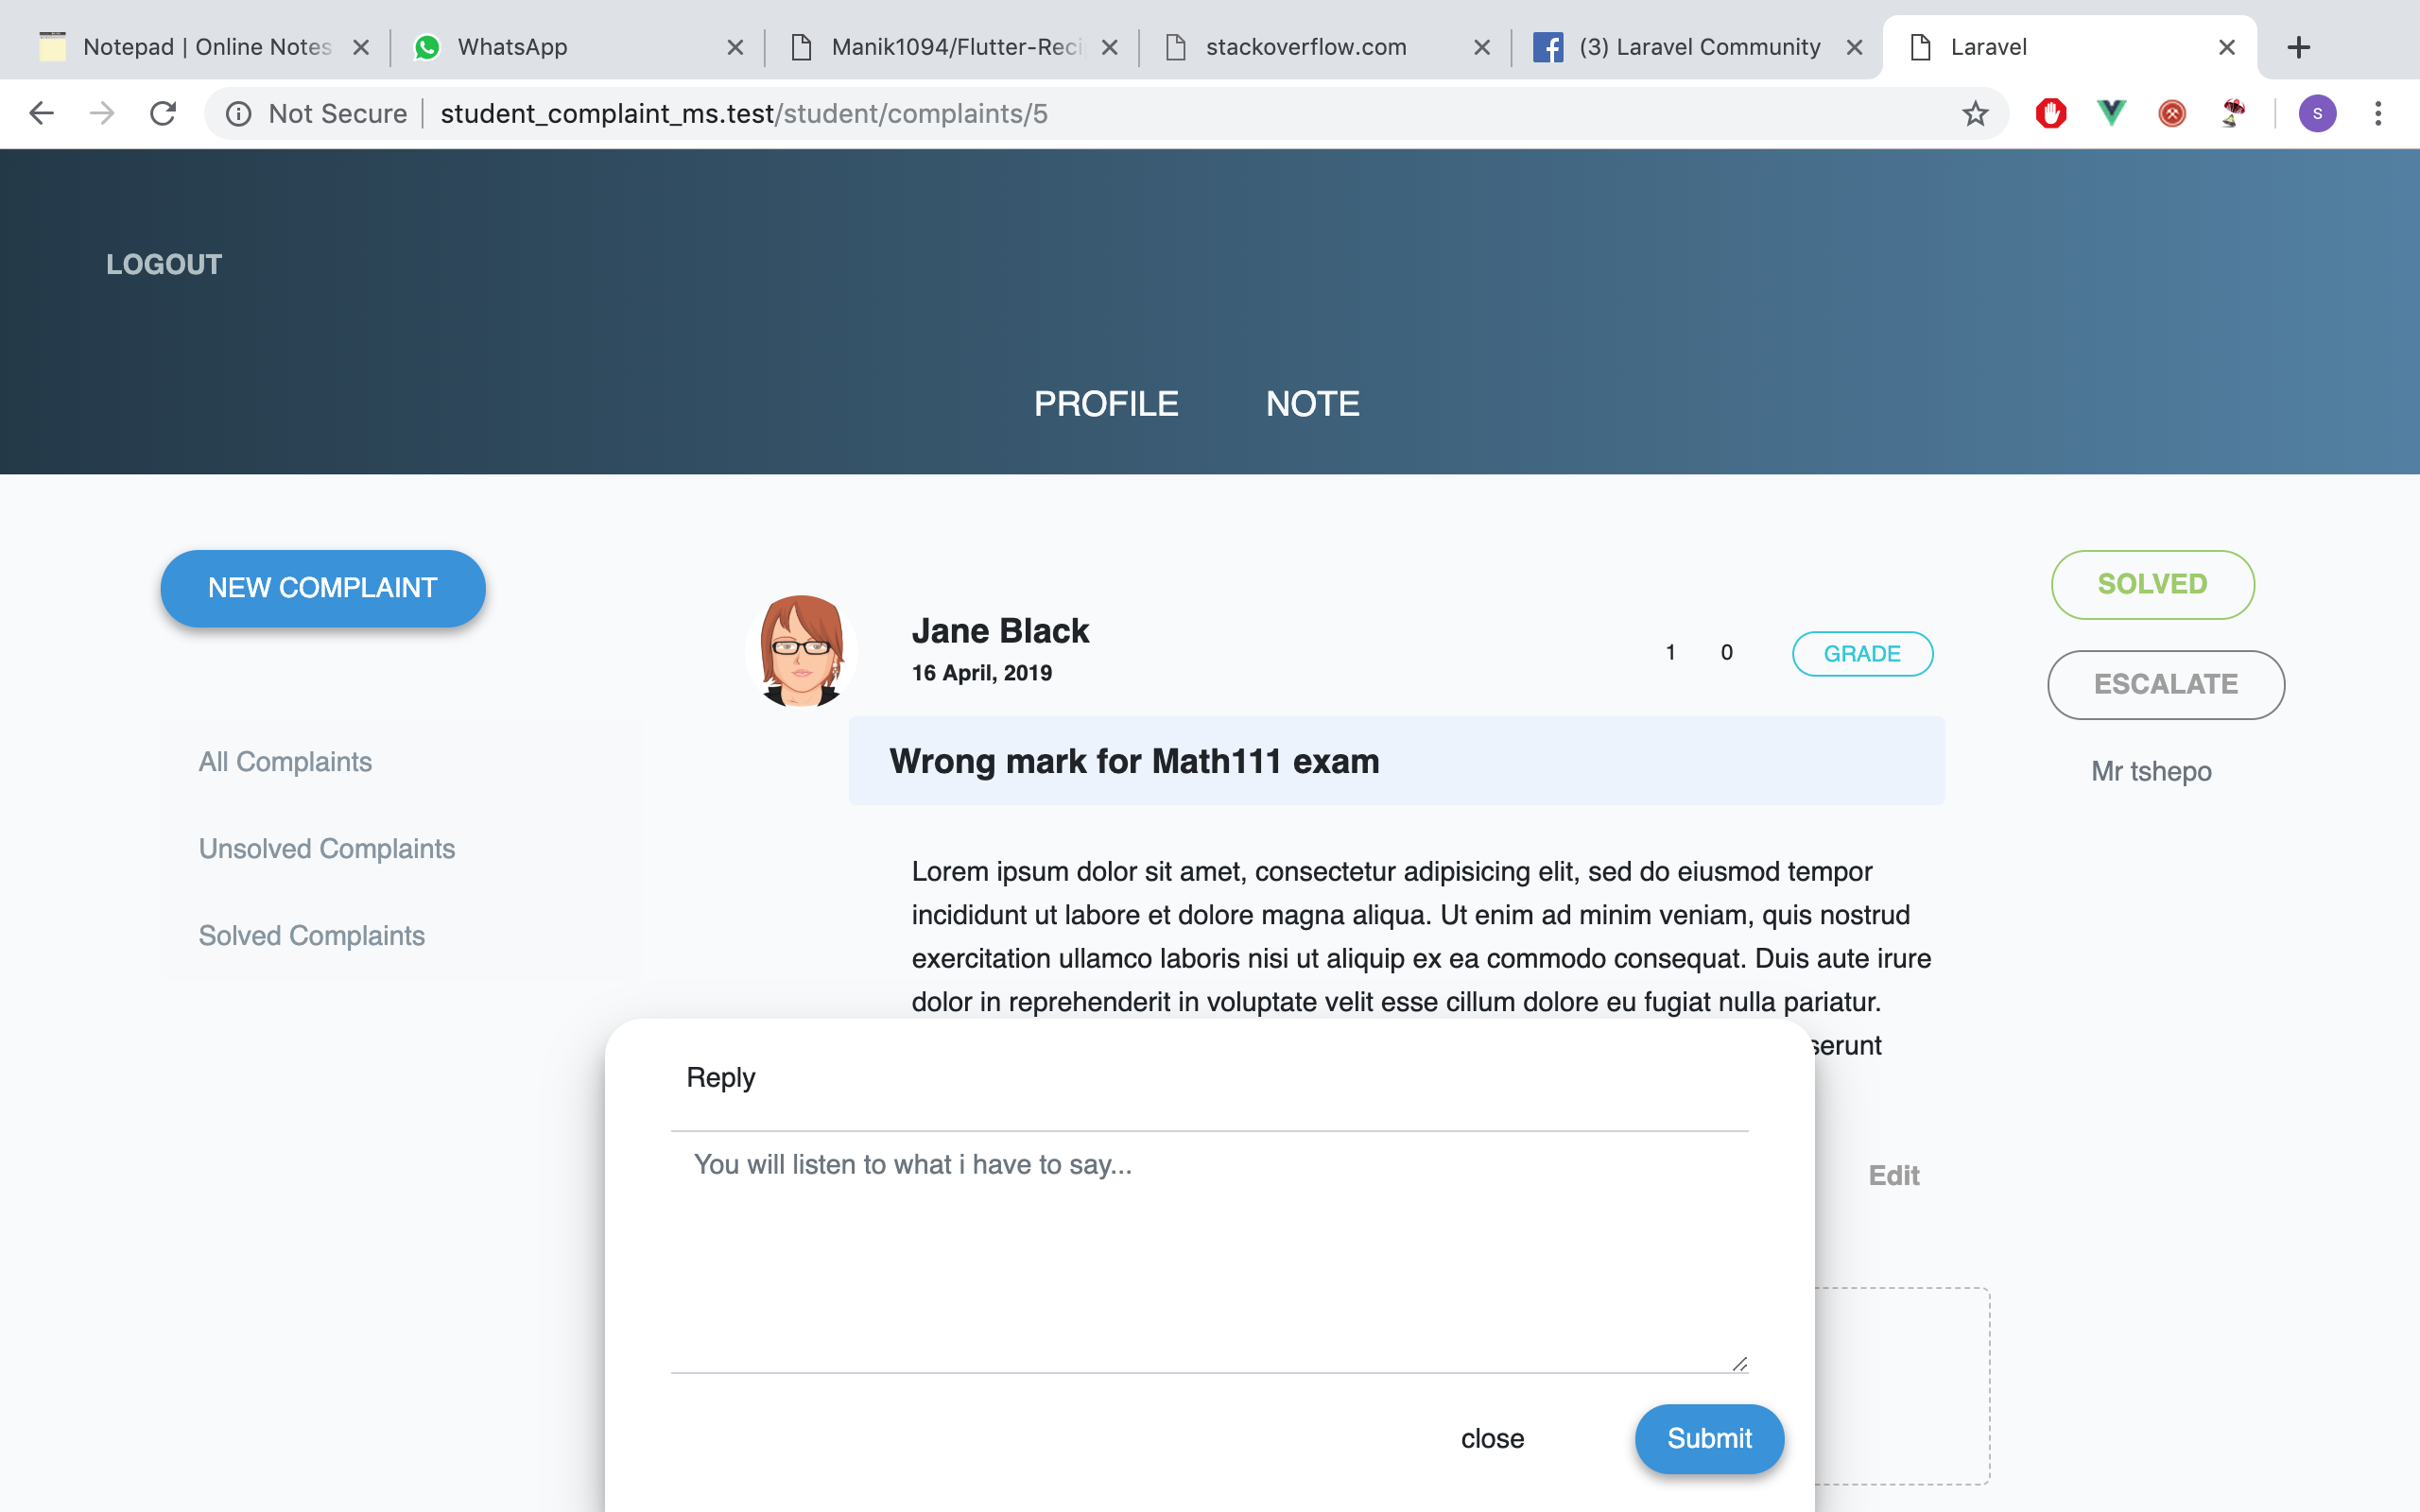 Notepad | Online Notes
WhatsApp
Manik1094/Flutter-Reci
stackoverflow.com
(3) Laravel Community
Laravel
Not Secure | student_complaint_ms.test/student/complaints/5
S
LOGOUT
PROFILE NOTE
NEW COMPLAINT
All Complaints
Unsolved Complaints
Solved Complaints
Jane Black
16 April, 2019
1 0 GRADE
Wrong mark for Math111 exam
Lorem ipsum dolor sit amet, consectetur adipisicing elit, sed do eiusmod tempor
incididunt ut labore et dolore magna aliqua. Ut enim ad minim veniam, quis nostrud
exercitation ullamco laboris nisi ut aliquip ex ea commodo consequat. Duis aute irure
dolor in reprehenderit in voluptate velit esse cillum dolore eu fugiat nulla pariatur.
serunt
Edit
SOLVED
ESCALATE
Mr tshepo
Reply
You will listen to what i have to say...
close Submit